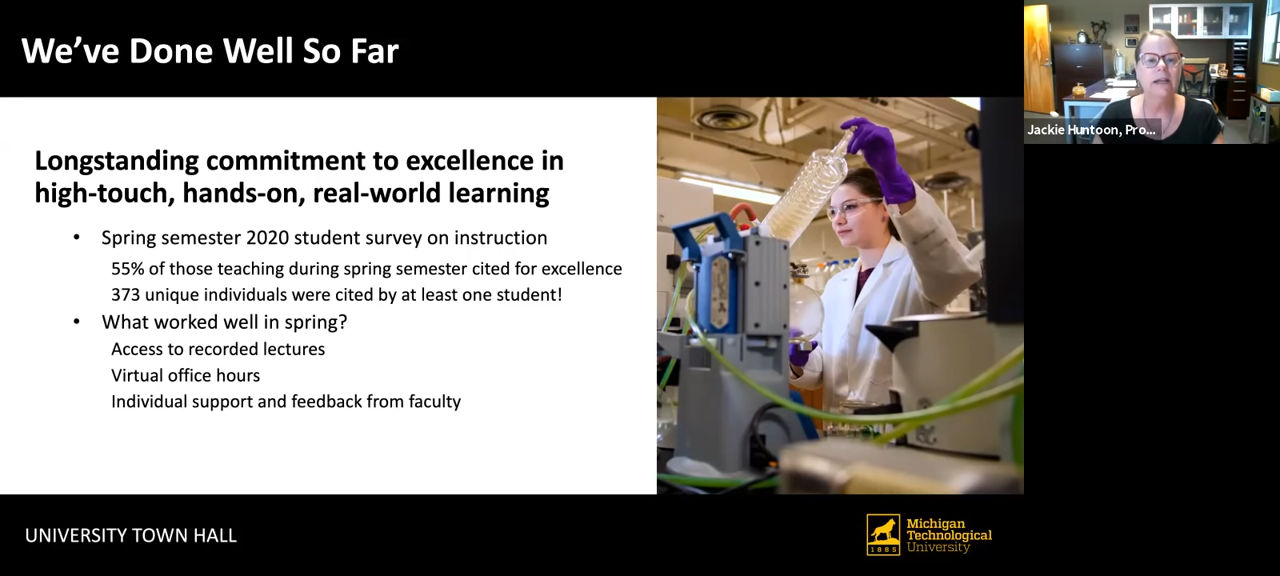 We've Done Well So Far
Longstanding commitment to excellence in
high-touch, hands-on, real-world learning
• Spring semester 2020 student survey on instruction
55% of those teaching during spring semester cited for excellence
373 unique individuals were cited by at least one student!
• What worked well in spring?
Access to recorded lectures
Virtual office hours
Individual support and feedback from faculty
Jackie Huntoon, Pro...
UNIVERSITY TOWN HALL
1885
Michigan
Technological
University